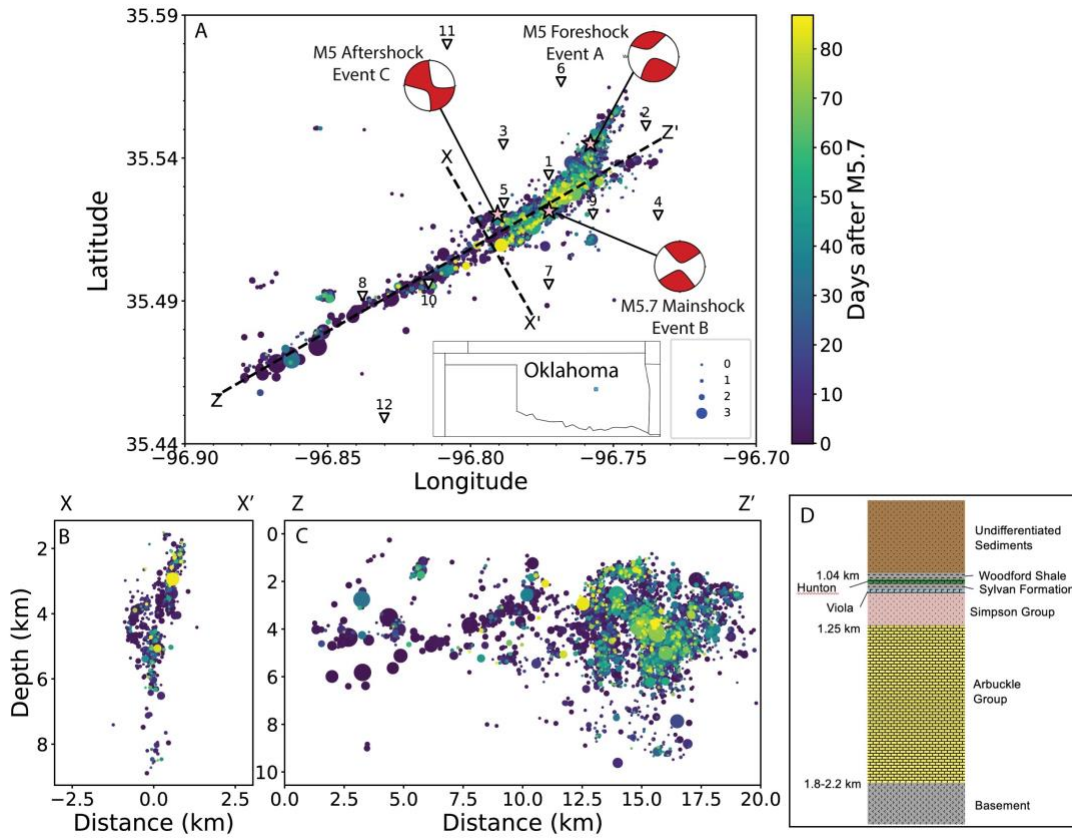 A
35.59
35.54
35.49
35.44
Latitude
−96.90
−96.85
−96.80
−96.75
−96.70
Longitude
M5 Aftershock
Event C
M5 Foreshock
Event A
M5.7 Mainshock
Event B
11
6
2
3
1
5
9
4
8
10
7
12
X
X'
Z
Z'
Oklahoma
0
1
2
3
80
70
60
50
40
30
20
10
0
Days after M5.7
X
X’
B
2
4
6
8
Depth (km)
−2.5
0.0
2.5
Distance (km)
Z
Z’
C
0
2
4
6
8
10
0.0
2.5
5.0
7.5
10.0
12.5
15.0
17.5
20.0
Distance (km)
D
Undifferentiated
Sediments
1.04 km
Woodford Shale
Hunton
Sylvan Formation
Viola
Simpson Group
1.25 km
Arbuckle
Group
1.8-2.2 km
Basement